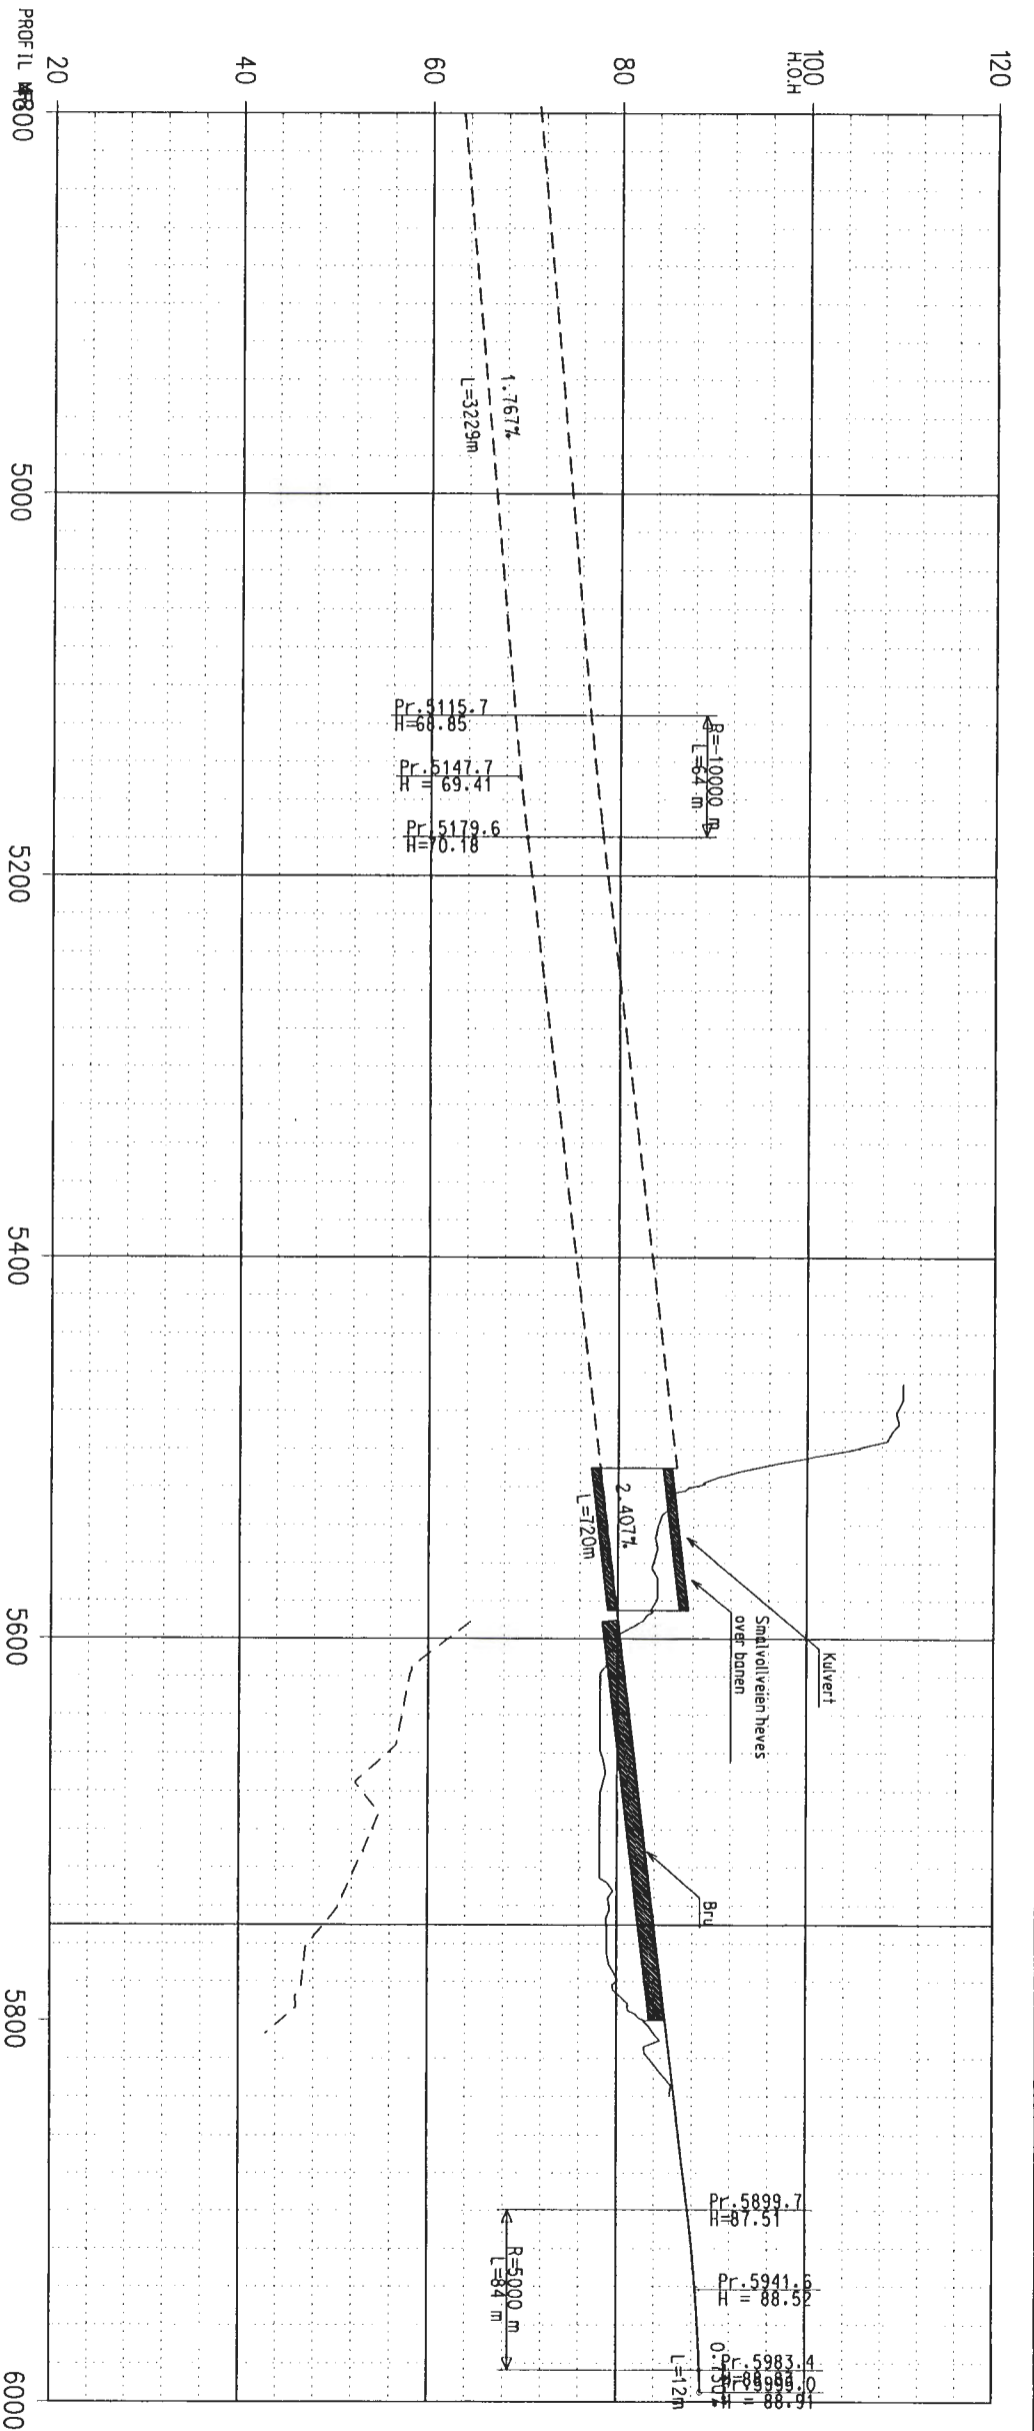 120
100
H.O.H
80
60
40
20
PROFIL
5000
5200
5400
5600
5800
6000
1.767%
L=3229m
Pr.5115.7
H=68.85
Pr.5147.7
H = 69.41
Pr.5179.6
H=70.18
R=-10000 m
L=64 m
2.407%
L=720m
Kulvert
Smalvollveien heves
over banen
Bru
Pr.5899.7
H=87.51
Pr.5941.6
H = 88.52
R=5000 m
L=84 m
Pr.5983.4
H = 88.91
L=12m